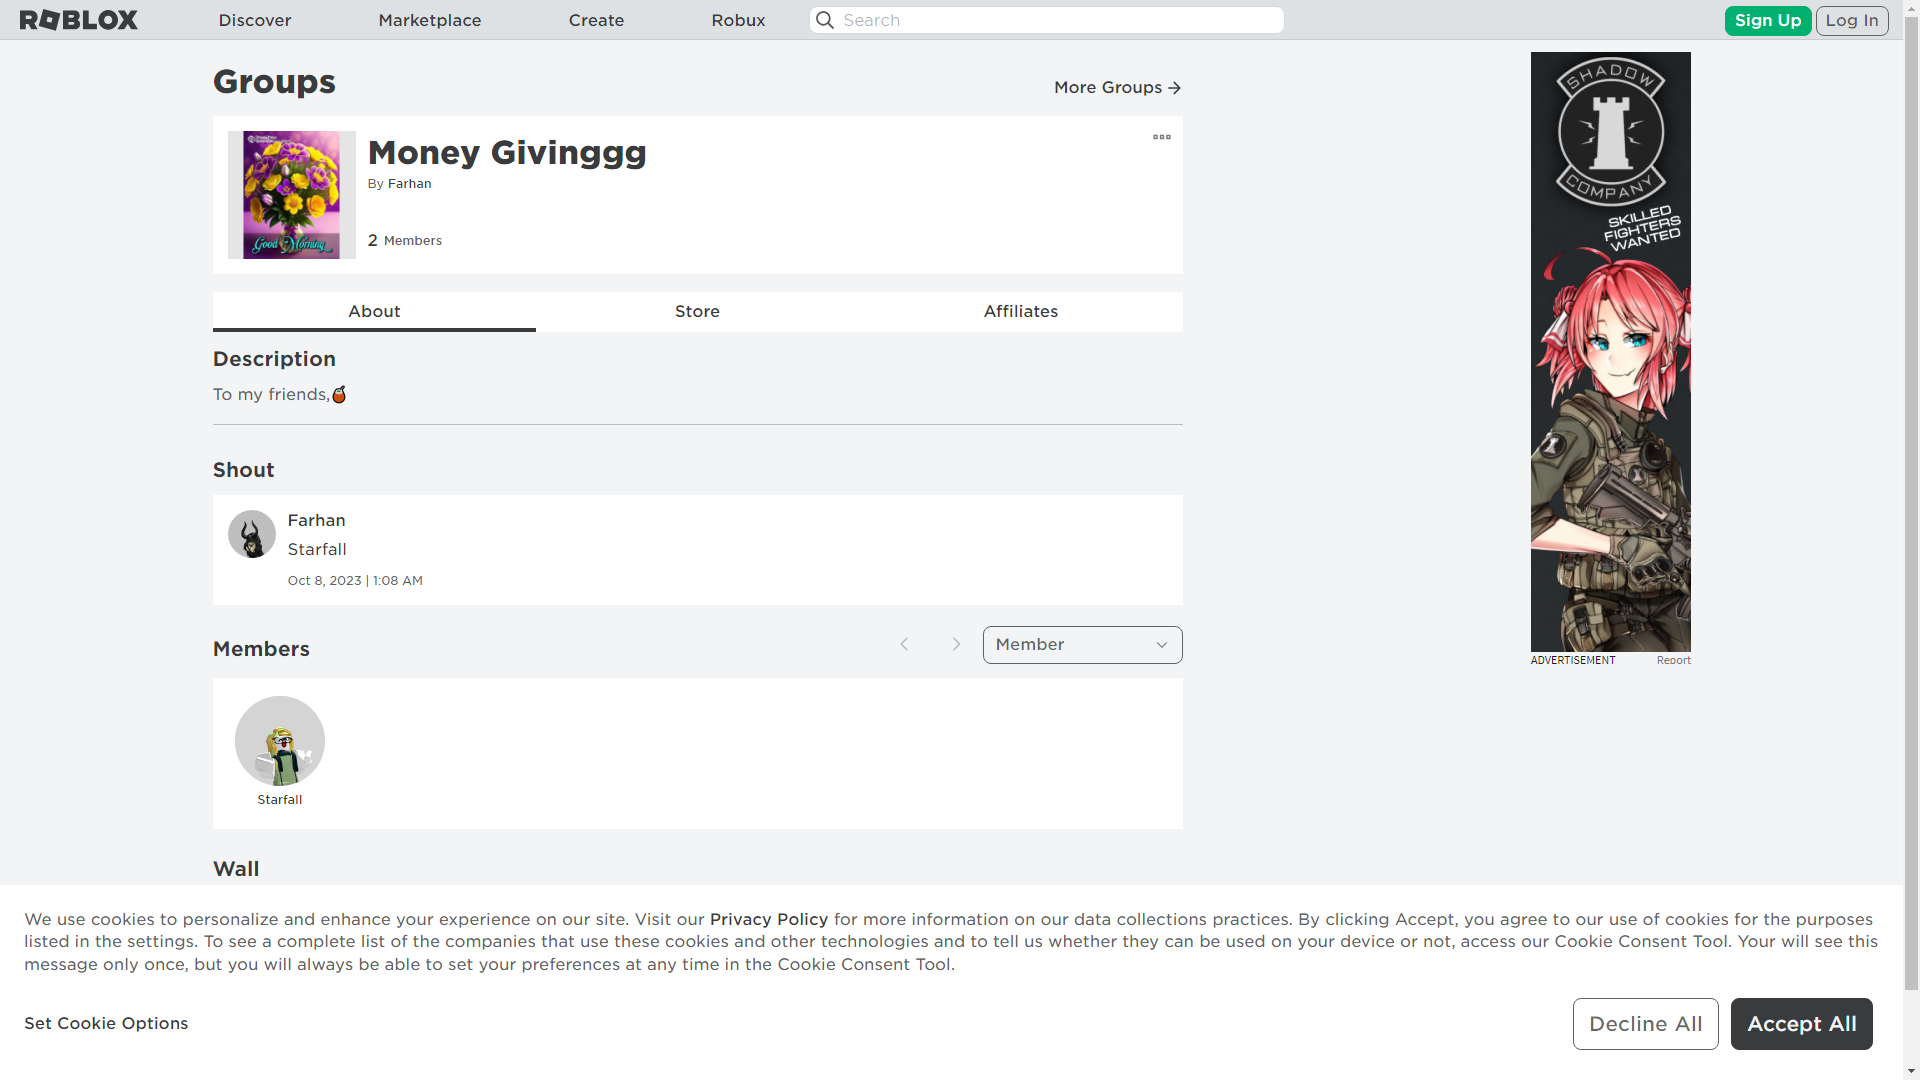 ROBLOX
Discover
Marketplace
Create
Robux
Search
Sign Up
Log In
Groups
More Groups
Money Givinggg
By Farhan
2 Members
Good Morning
About
Store
Affiliates
Description
To my friends,
Shout
Farhan
Starfall
Oct 8, 2023 | 1:08 AM
Members
Member
Starfall
Wall
SHADOW
COMPANY
SKILLED
FIGHTERS
WANTED
ADVERTISEMENT
Report
We use cookies to personalize and enhance your experience on our site. Visit our Privacy Policy for more information on our data collections practices. By clicking Accept, you agree to our use of cookies for the purposes
listed in the settings. To see a complete list of the companies that use these cookies and other technologies and to tell us whether they can be used on your device or not, access our Cookie Consent Tool. Your will see this
message only once, but you will always be able to set your preferences at any time in the Cookie Consent Tool.
Set Cookie Options
Decline All
Accept All